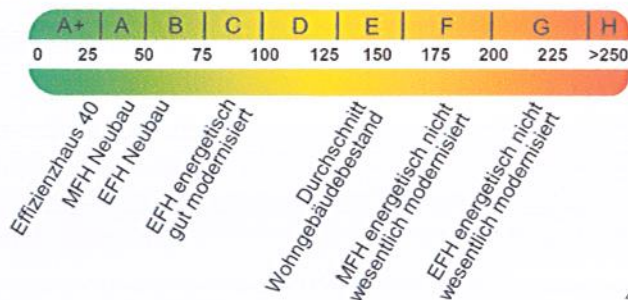 A+ A B C D E F G H
0 25 50 75 100 125 150 175 200 225 >250
Effizienzhaus 40
MFH Neubau
EFH Neubau
EFH energetisch
gut modernisiert
Durchschnitt
Wohngebäudebestand
MFH energetisch nicht
wesentlich modernisiert
EFH energetisch nicht
wesentlich modernisiert